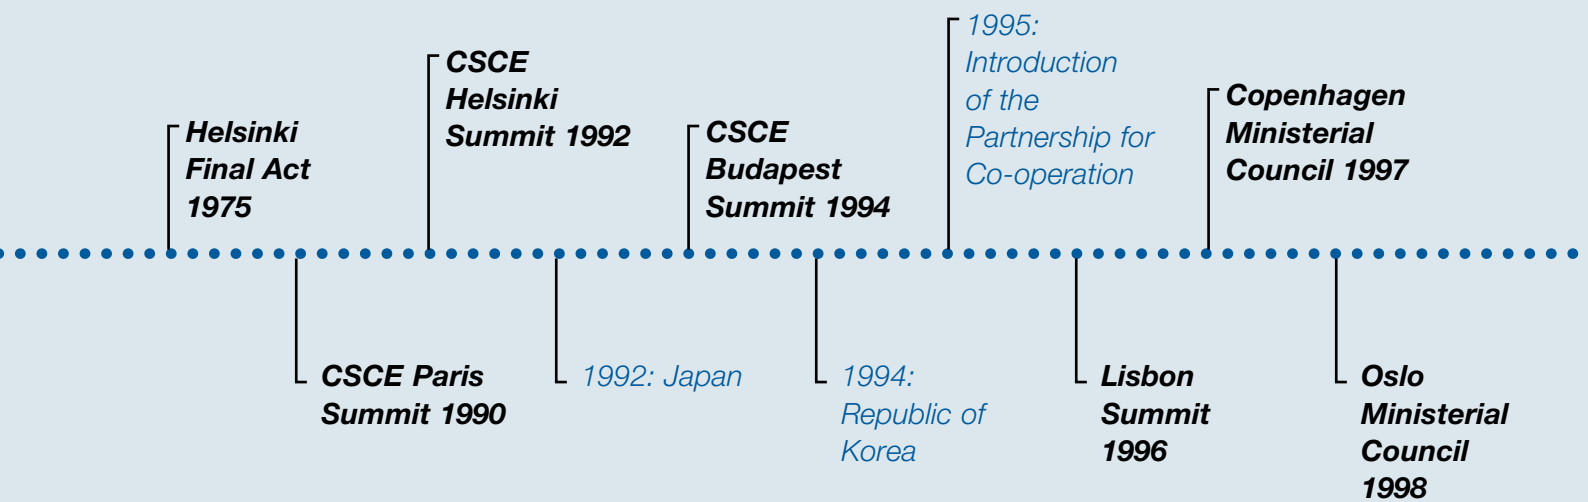 Helsinki
Final Act
1975
CSCE Paris
Summit 1990
CSCE
Helsinki
Summit 1992
1992: Japan
CSCE
Budapest
Summit 1994
1994:
Republic of
Korea
1995:
Introduction
of the
Partnership for
Co-operation
Lisbon
Summit
1996
Copenhagen
Ministerial
Council 1997
Oslo
Ministerial
Council
1998